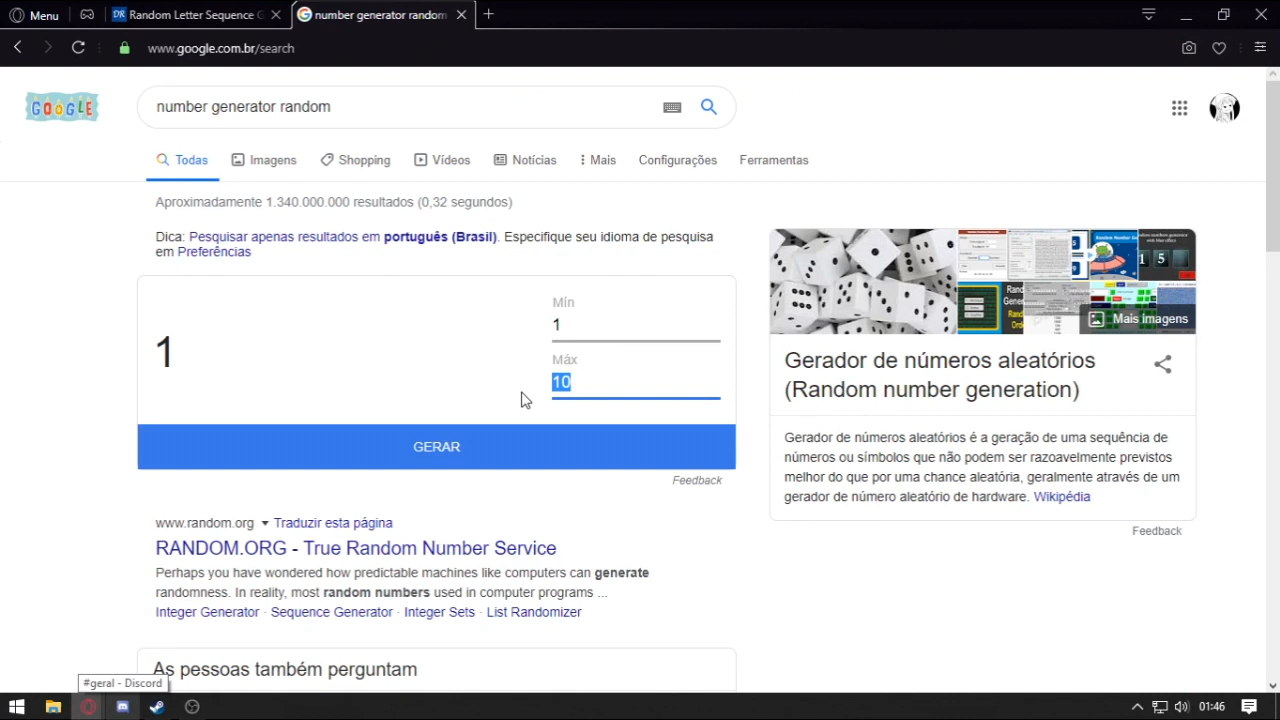 Menu
DR Random Letter Sequence G
number generator random
www.google.com.br/search
GOOGLE
number generator random
Todas Imagens Shopping Vídeos Notícias Mais Configurações Ferramentas
Aproximadamente 1.340.000.000 resultados (0,32 segundos)
Dica: Pesquisar apenas resultados em português (Brasil). Especifique seu idioma de pesquisa
em Preferências
1
Mín
1
Máx
10
GERAR
Feedback
www.random.org Traduzir esta página
RANDOM.ORG - True Random Number Service
Perhaps you have wondered how predictable machines like computers can generate
randomness. In reality, most random numbers used in computer programs ...
Integer Generator · Sequence Generator · Integer Sets · List Randomizer
As pessoas também perguntam
Mais imagens
Gerador de números aleatórios
(Random number generation)
Gerador de números aleatórios é a geração de uma sequência de
números ou símbolos que não podem ser razoavelmente previstos
melhor do que por uma chance aleatória, geralmente através de um
gerador de número aleatório de hardware. Wikipédia
Feedback
#geral - Discord
01:46